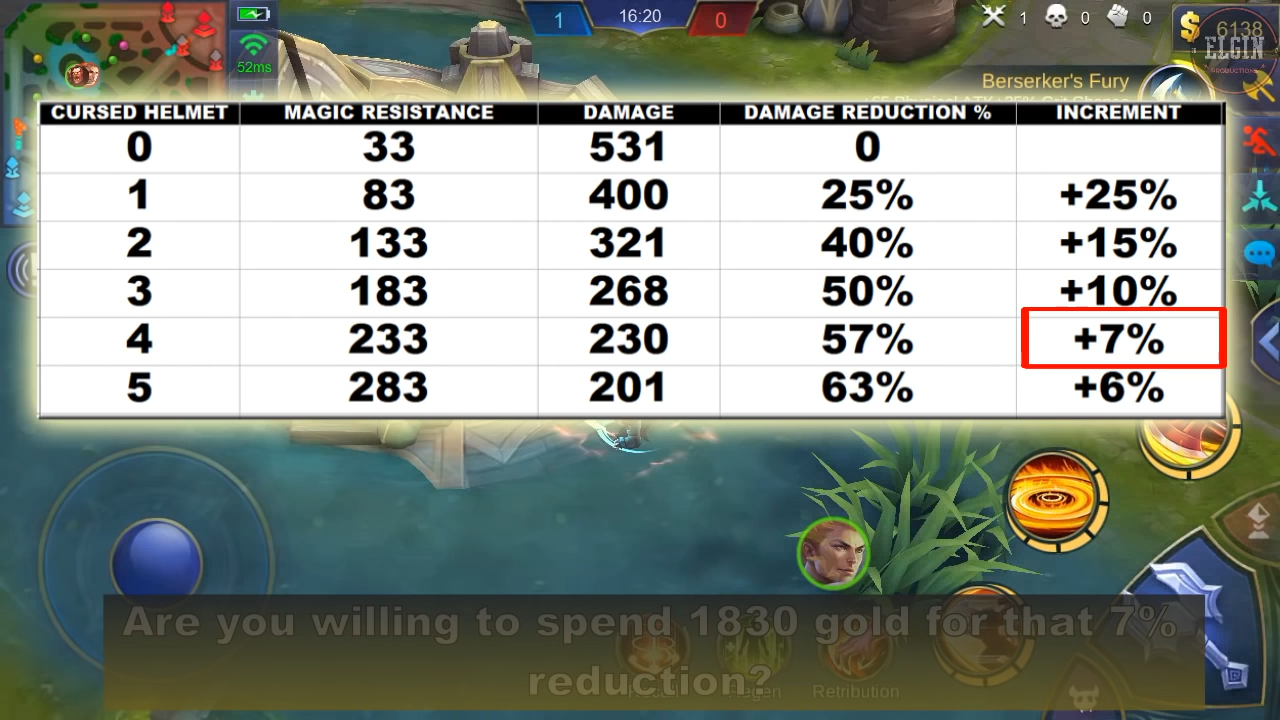 1 16:20 0
1 0 0 6138
ELGIN
PRODUCTIONS
52ms
Berserker's Fury
CURSED HELMET MAGIC RESISTANCE DAMAGE DAMAGE REDUCTION % INCREMENT
0 33 531 0
1 83 400 25% +25%
2 133 321 40% +15%
3 183 268 50% +10%
4 233 230 57% +7%
5 283 201 63% +6%
Are you willing to spend 1830 gold for that 7%
reduction?
Retribution